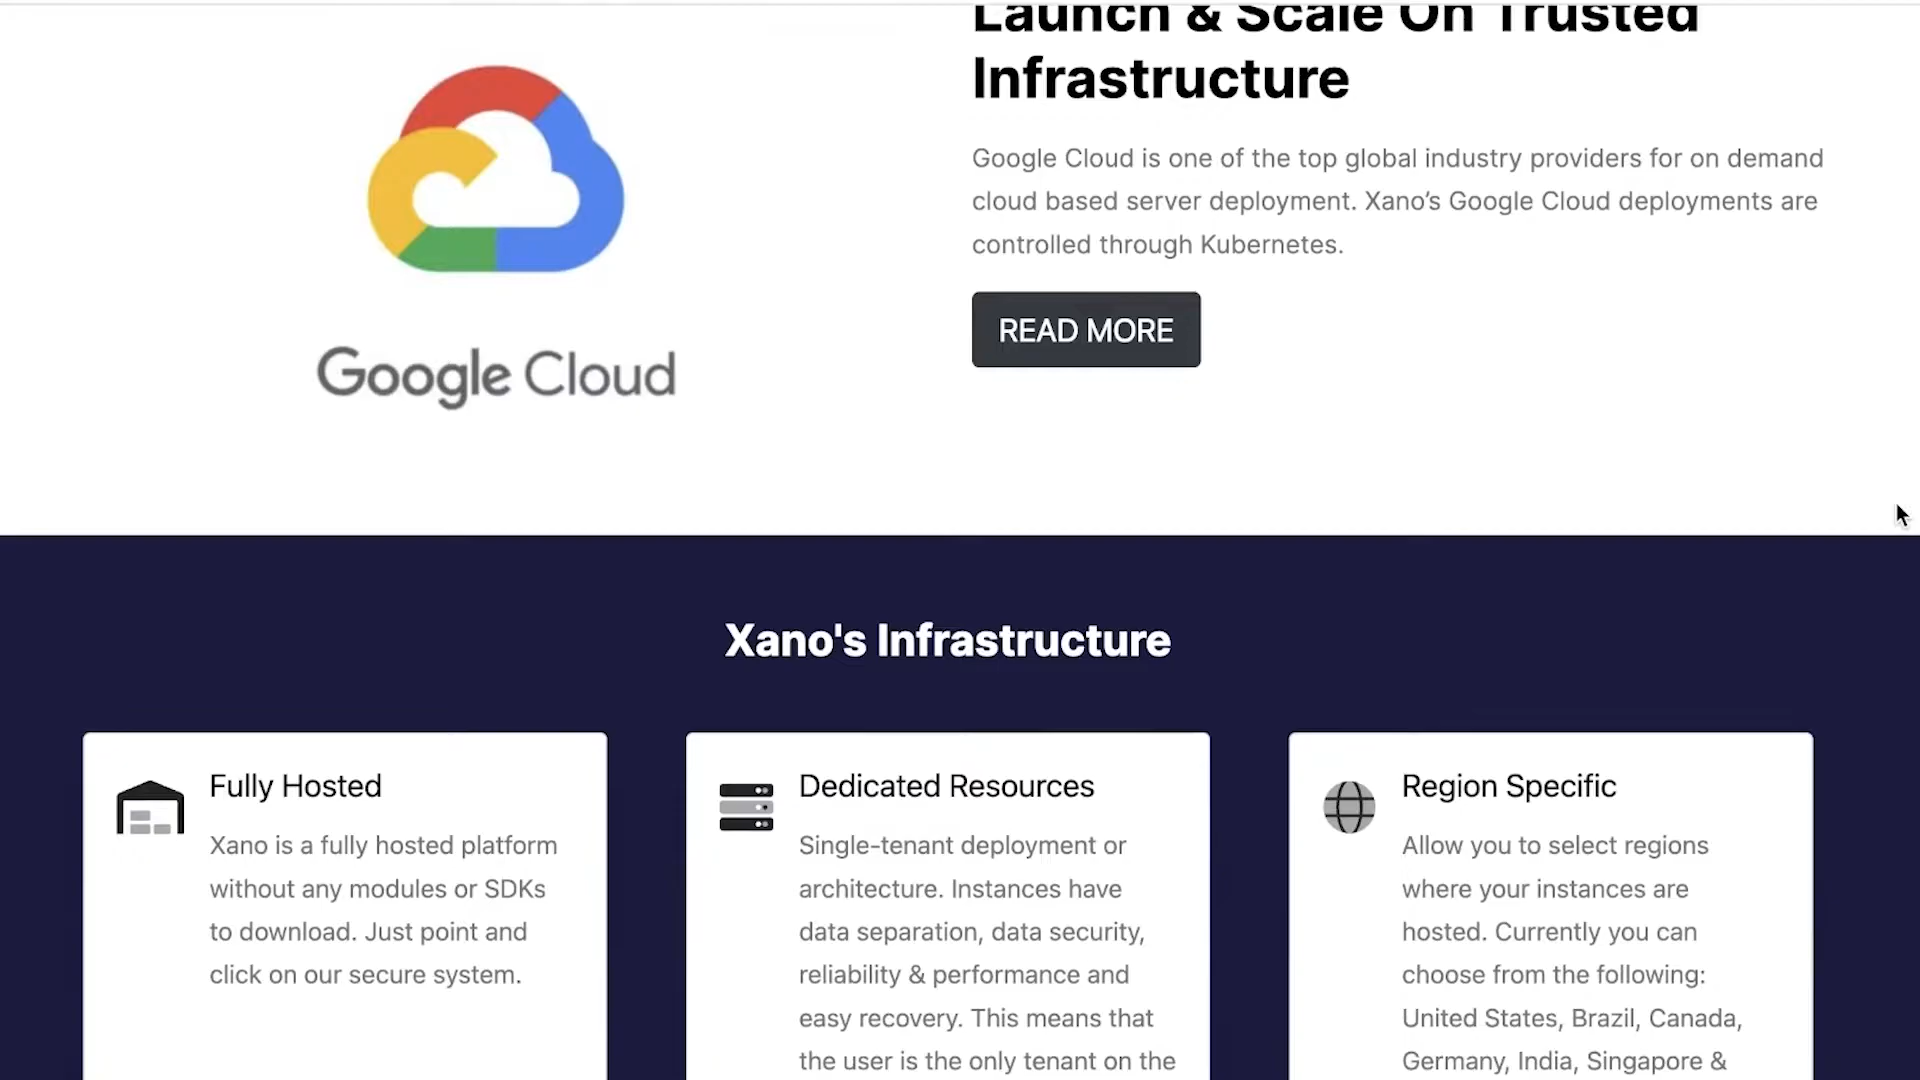 Launch & Scale On Trusted
Infrastructure
Google Cloud is one of the top global industry providers for on demand
cloud based server deployment. Xano’s Google Cloud deployments are
controlled through Kubernetes.
READ MORE
Google Cloud
Xano's Infrastructure
Fully Hosted
Xano is a fully hosted platform
without any modules or SDKs
to download. Just point and
click on our secure system.
Dedicated Resources
Single-tenant deployment or
architecture. Instances have
data separation, data security,
reliability & performance and
easy recovery. This means that
the user is the only tenant on the
Region Specific
Allow you to select regions
where your instances are
hosted. Currently you can
choose from the following:
United States, Brazil, Canada,
Germany, India, Singapore &